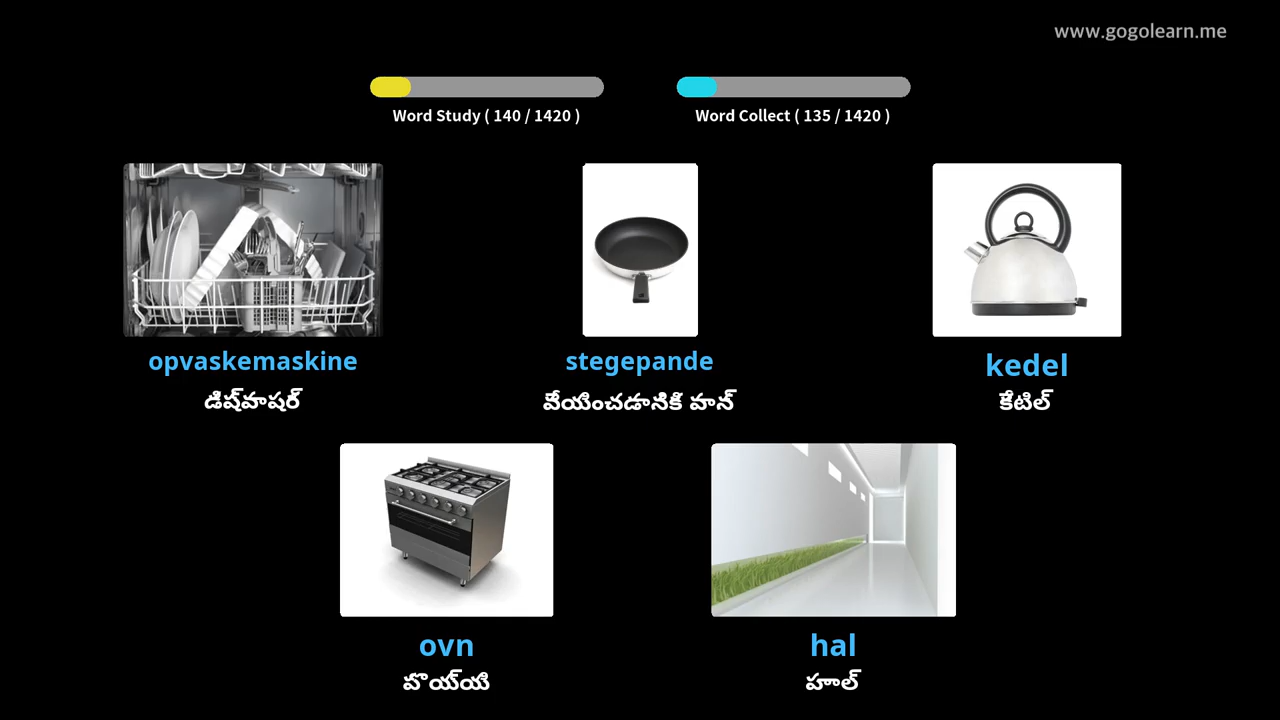 www.gogolearn.me
Word Study ( 140 / 1420 )
Word Collect ( 135 / 1420 )
opvaskemaskine
stegepande
kedel
డిష్వాషర్
వేయించడానికి పాన్
కేటిల్
ovn
hal
పొయ్యి
హాల్